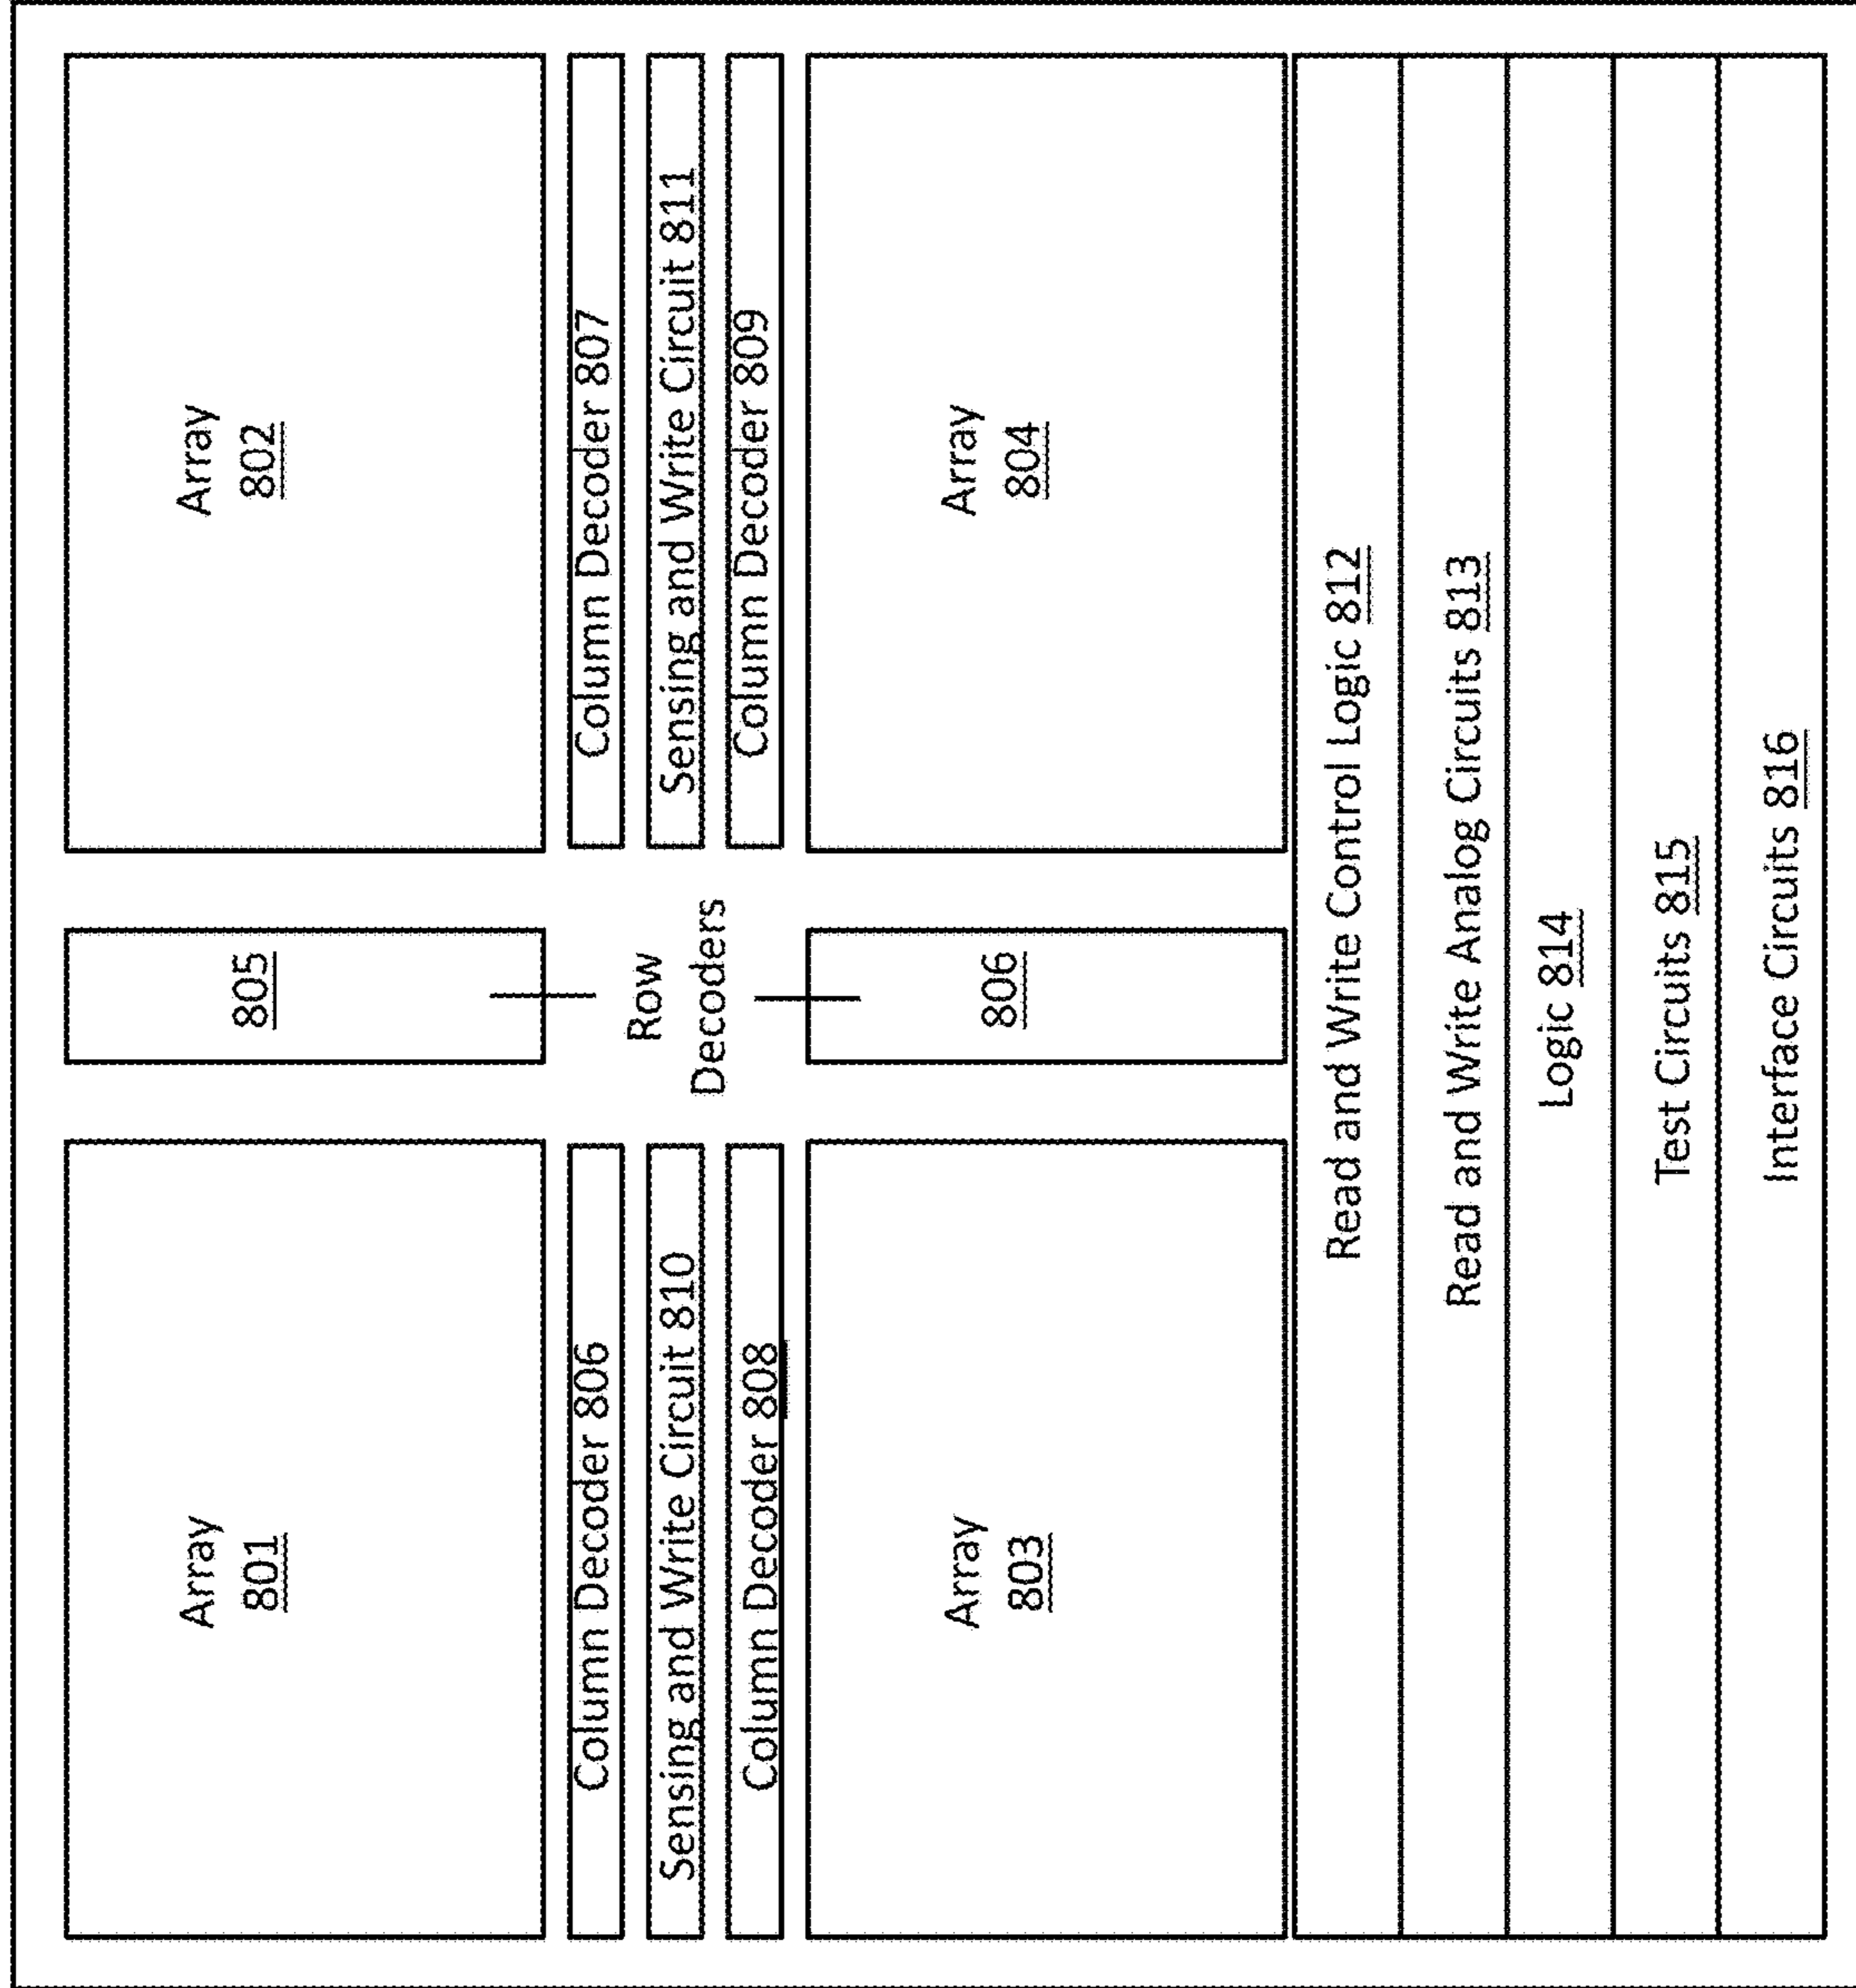 Array
801
805
Array
802
Column Decoder 806
Column Decoder 807
Sensing and Write Circuit 810
Row
Decoders
Sensing and Write Circuit 811
Column Decoder 808
Column Decoder 809
Array
803
806
Array
804
Read and Write Control Logic 812
Read and Write Analog Circuits 813
Logic 814
Test Circuits 815
Interface Circuits 816